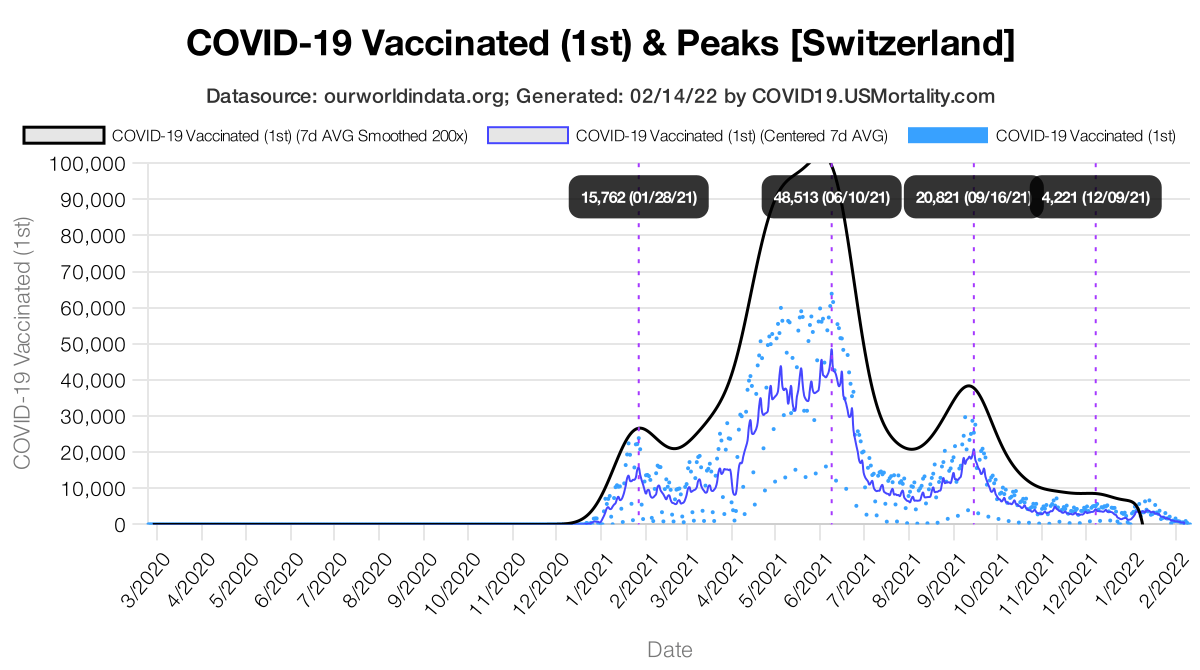 COVID-19 Vaccinated (1st) & Peaks [Switzerland]
Datasource: ourworldindata.org; Generated: 02/14/22 by COVID19.USMortality.com
COVID-19 Vaccinated (1st) (7d AVG Smoothed 200x) COVID-19 Vaccinated (1st) (Centered 7d AVG) COVID-19 Vaccinated (1st)
15,762 (01/28/21) 48,513 (06/10/21) 20,821 (09/16/21) 4,221 (12/09/21)
COVID-19 Vaccinated (1st)
100,000
90,000
80,000
70,000
60,000
50,000
40,000
30,000
20,000
10,000
0
3/2020 4/2020 5/2020 6/2020 7/2020 8/2020 9/2020 10/2020 11/2020 12/2020 1/2021 2/2021 3/2021 4/2021 5/2021 6/2021 7/2021 8/2021 9/2021 10/2021 11/2021 12/2021 1/2022 2/2022
Date